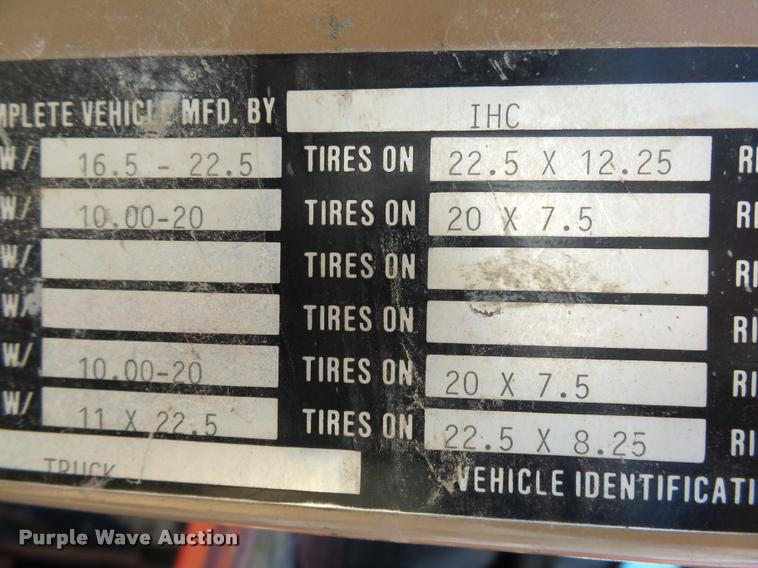 MPLETE VEHICLE MFD. BY IHC
W/ 16.5 - 22.5 TIRES ON 22.5 X 12.25 RI
W/ 10.00-20 TIRES ON 20 X 7.5 RI
W/ TIRES ON RI
W/ TIRES ON RI
W/ 10.00-20 TIRES ON 20 X 7.5 RI
W/ 11 X 22.5 TIRES ON 22.5 X 8.25 RI
TRUCK
VEHICLE IDENTIFICATI
Purple Wave Auction